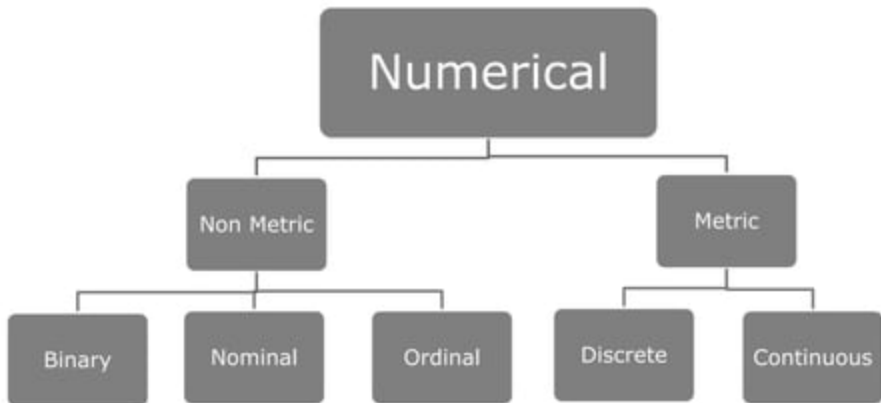 Numerical
Non Metric
Metric
Binary
Nominal
Ordinal
Discrete
Continuous